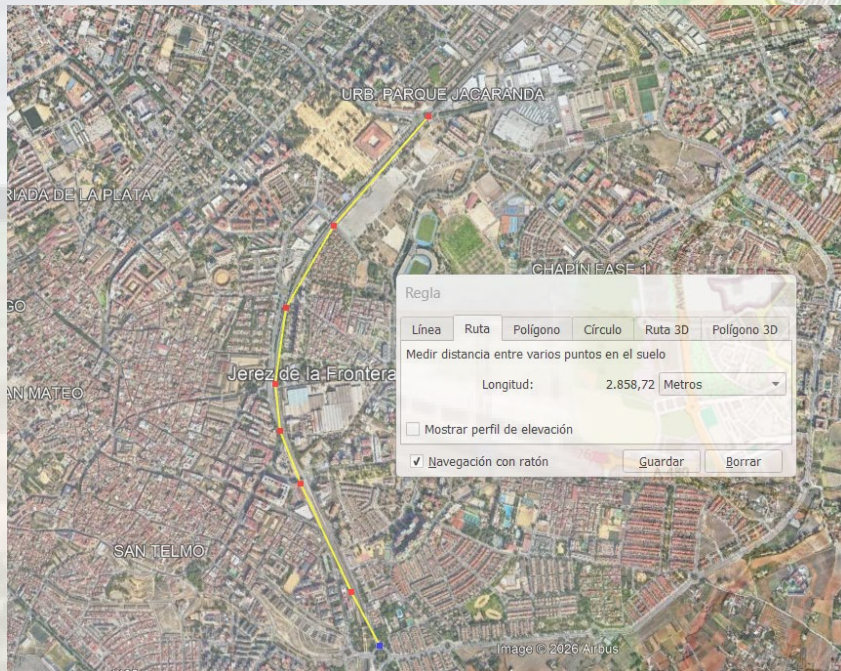 URB. PARQUE JACARANDA
RIADA DE LA PLATA
CHAPIN FASE 1
GO
Jerez de la Frontera
AN MATEO
SAN TELMO
Regla
Línea Ruta Polígono Círculo Ruta 3D Polígono 3D
Medir distancia entre varios puntos en el suelo
Longitud: 2.858,72 Metros
Mostrar perfil de elevación
Navegación con ratón Guardar Borrar
A-480
Image © 2026 Airbus